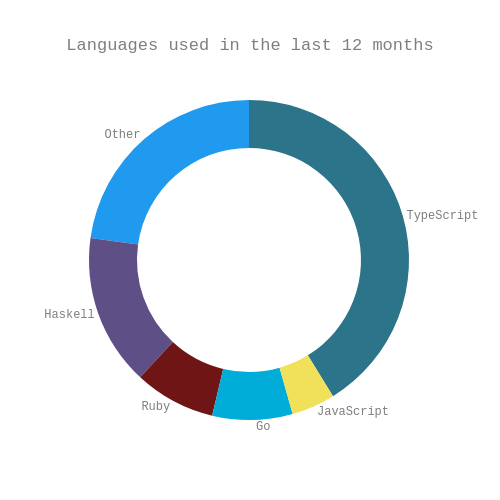 Languages used in the last 12 months
Other
TypeScript
Haskell
Ruby
JavaScript
Go